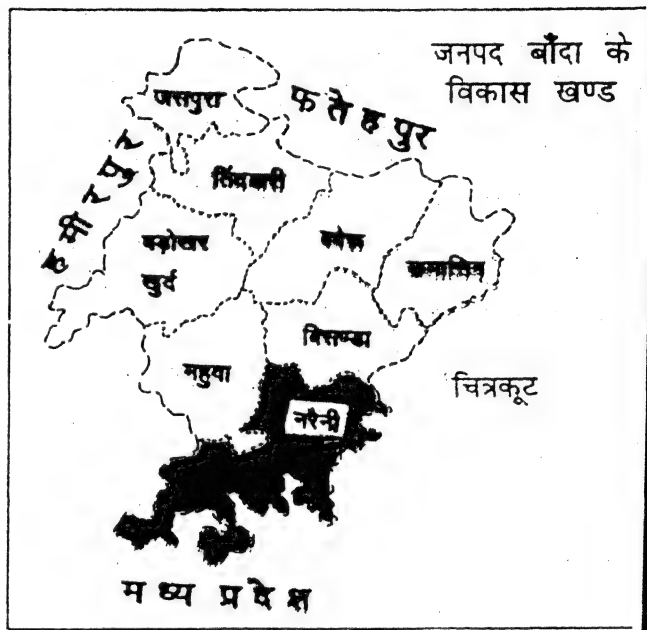 जनपद बाँदा के
विकास खण्ड
जसपुरा
फतेहपुर
हमीरपुर
तिंदवारी
बड़ोखर
खुर्द
बबेरू
कमासिन
बिसण्डा
महुवा
नरैनी
चित्रकूट
मध्य प्रदेश